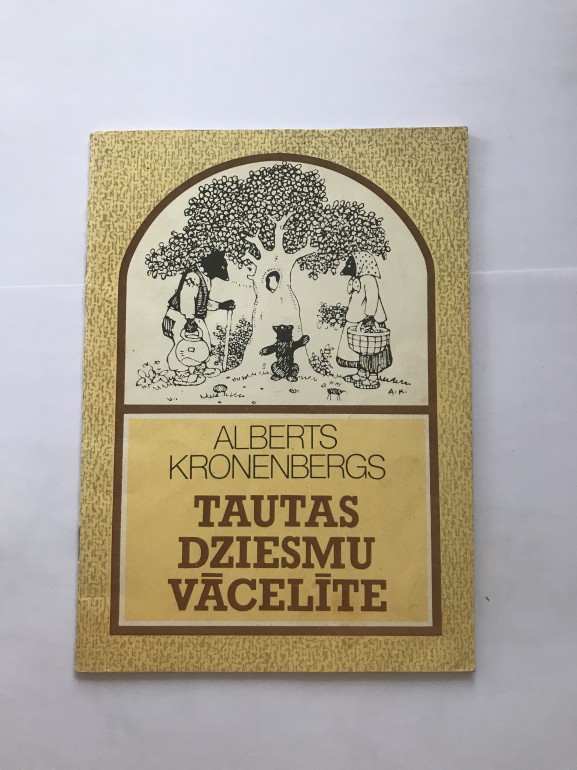 A.K.
ALBERTS
KRONENBERGS
TAUTAS
DZIESMU
VĀCELĪTE